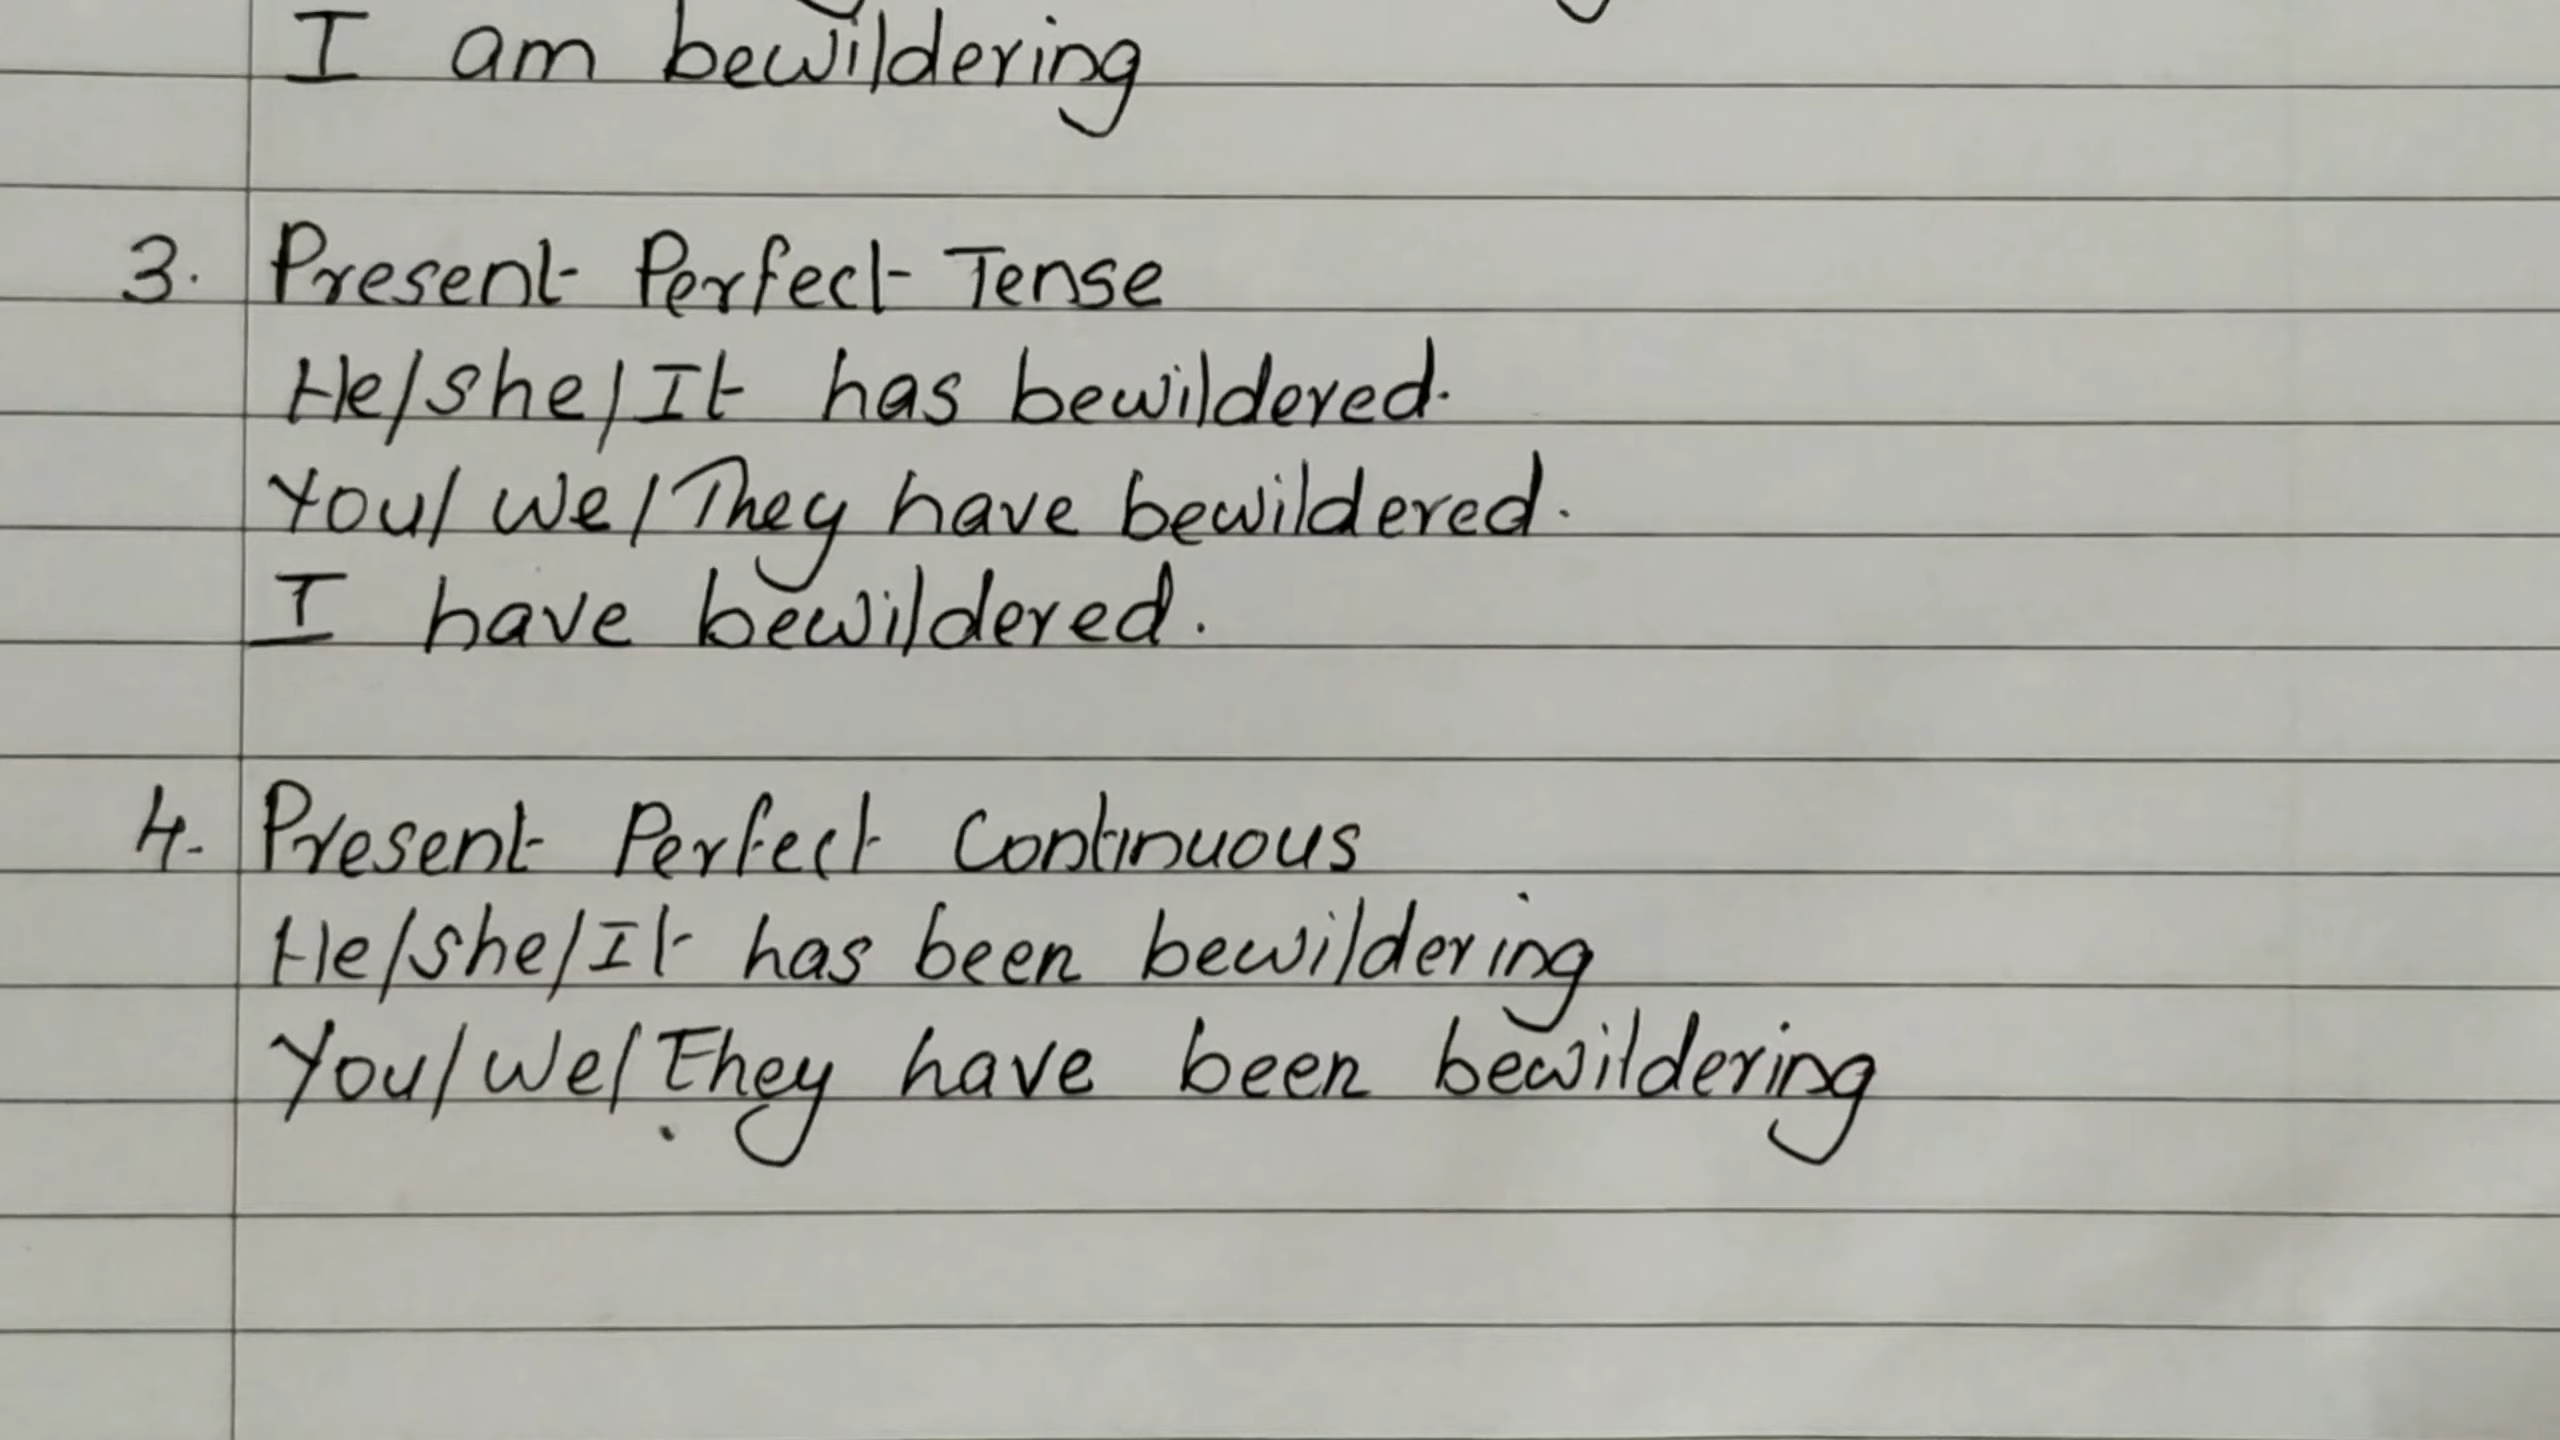 I am bewildering
3. Present Perfect Tense
He/she/It has bewildered.
You/We/They have bewildered.
I have bewildered.
4. Present Perfect Continuous
He/she/It has been bewildering
You/We/They have been bewildering